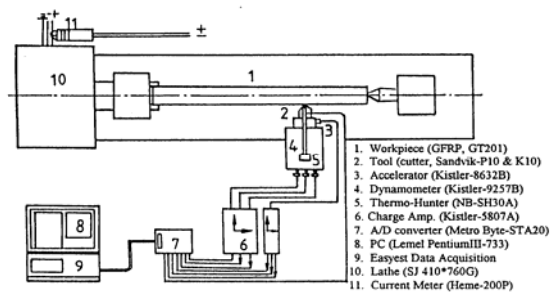 - +
11
±
10
1
2
3
4
5
6
7
8
9
1. Workpiece (GFRP, GT201)
2. Tool (cutter, Sandvik-P10 & K10)
3. Accelerator (Kistler-8632B)
4. Dynamometer (Kistler-9257B)
5. Thermo-Hunter (NB-SH30A)
6. Charge Amp. (Kistler-5807A)
7. A/D converter (Metro Byte-STA20)
8. PC (Lemel PentiumIII-733)
9. Easyest Data Acquisition
10. Lathe (SJ 410*760G)
11. Current Meter (Heme-200P)